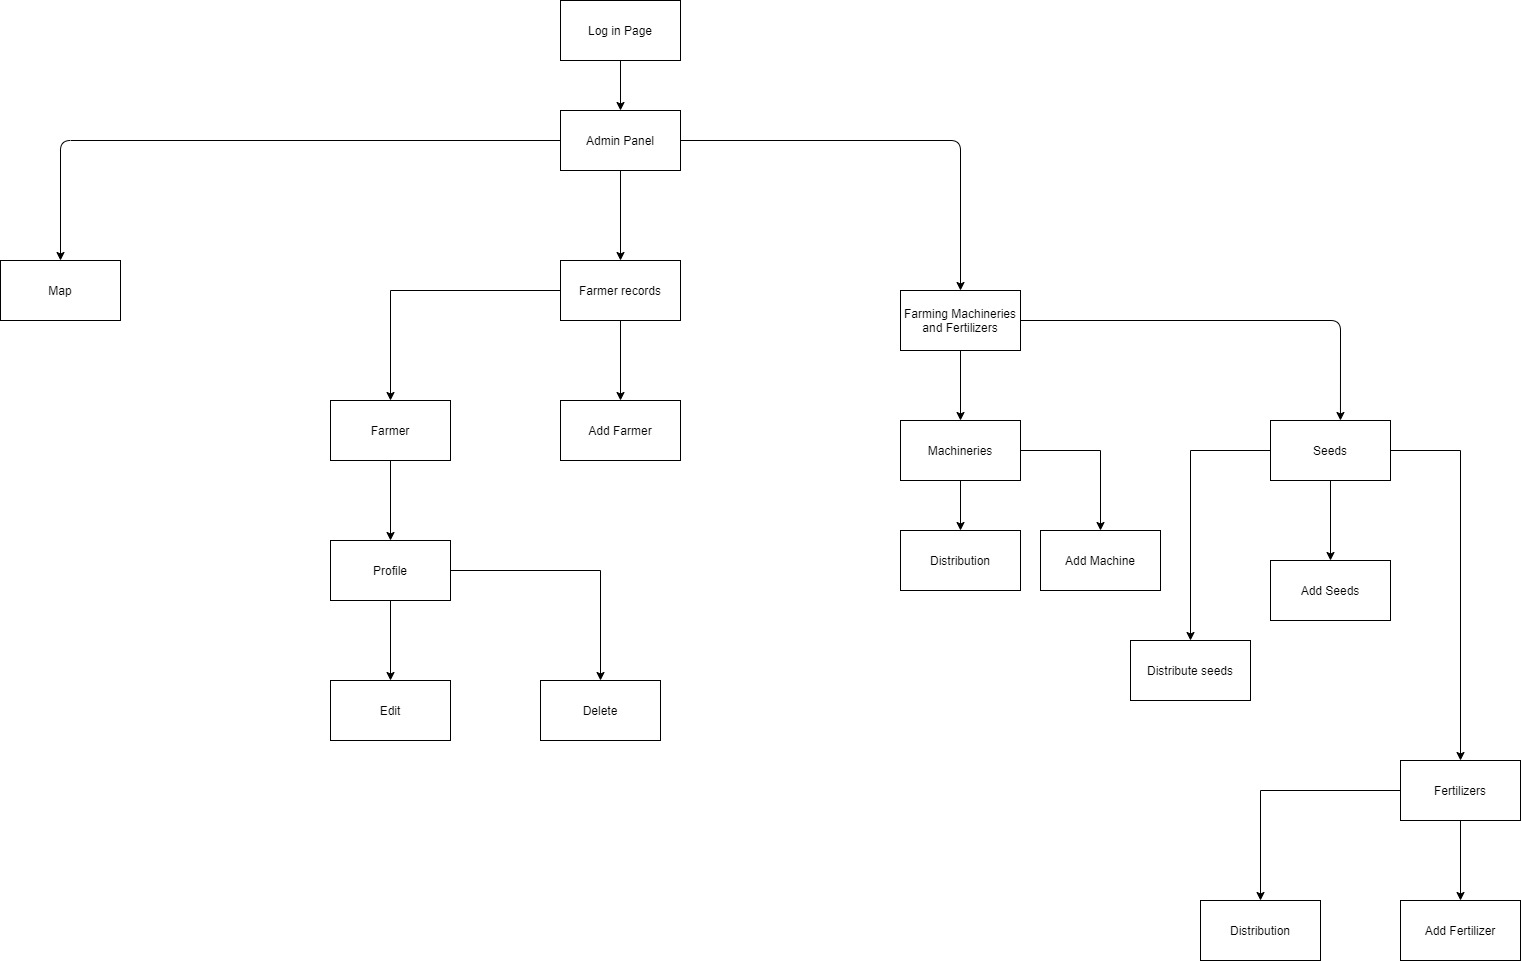 Log in Page
Admin Panel
Map
Farmer records
Farming Machineries
and Fertilizers
Farmer
Add Farmer
Machineries
Seeds
Distribution
Add Machine
Profile
Add Seeds
Distribute seeds
Edit
Delete
Fertilizers
Distribution
Add Fertilizer